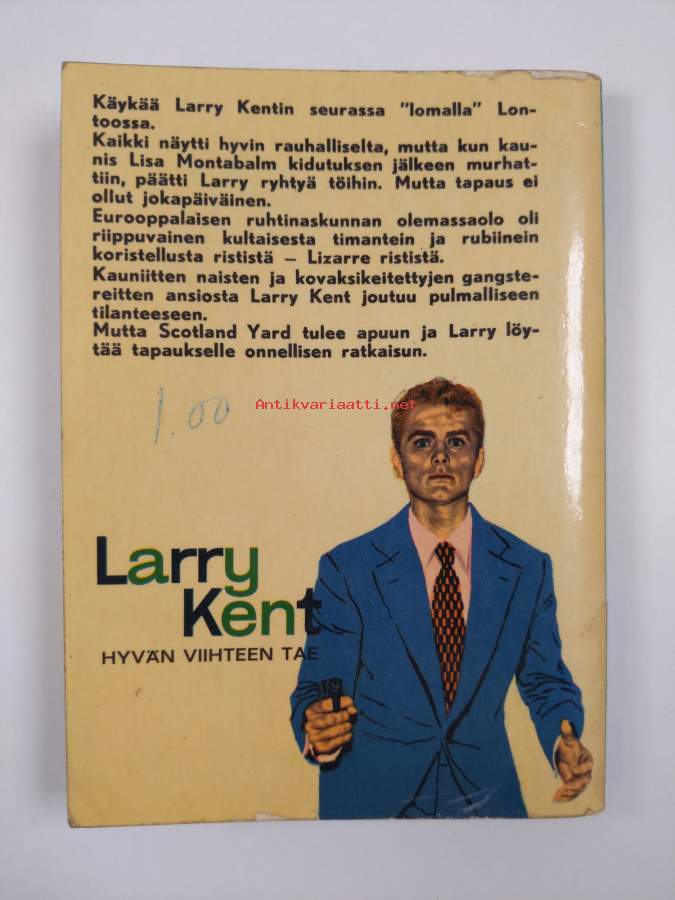 Käykää Larry Kentin seurassa "lomalla" Lon-
toossa.
Kaikki näytti hyvin rauhalliselta, mutta kun kau-
nis Lisa Montabalm kidutuksen jälkeen murhat-
tiin, päätti Larry ryhtyä töihin. Mutta tapaus ei
ollut jokapäiväinen.
Eurooppalaisen ruhtinaskunnan olemassaolo oli
riippuvainen kultaisesta timantein ja rubiinein
koristellusta rististä – Lizarre rististä.
Kauniitten naisten ja kovaksikeitettyjen gangste-
reitten ansiosta Larry Kent joutuu pulmalliseen
tilanteeseen.
Mutta Scotland Yard tulee apuun ja Larry löy-
tää tapaukselle onnellisen ratkaisun.
1.00
Antikvariaatti.net
Larry
Kent
HYVÄN VIIHTEEN TAE